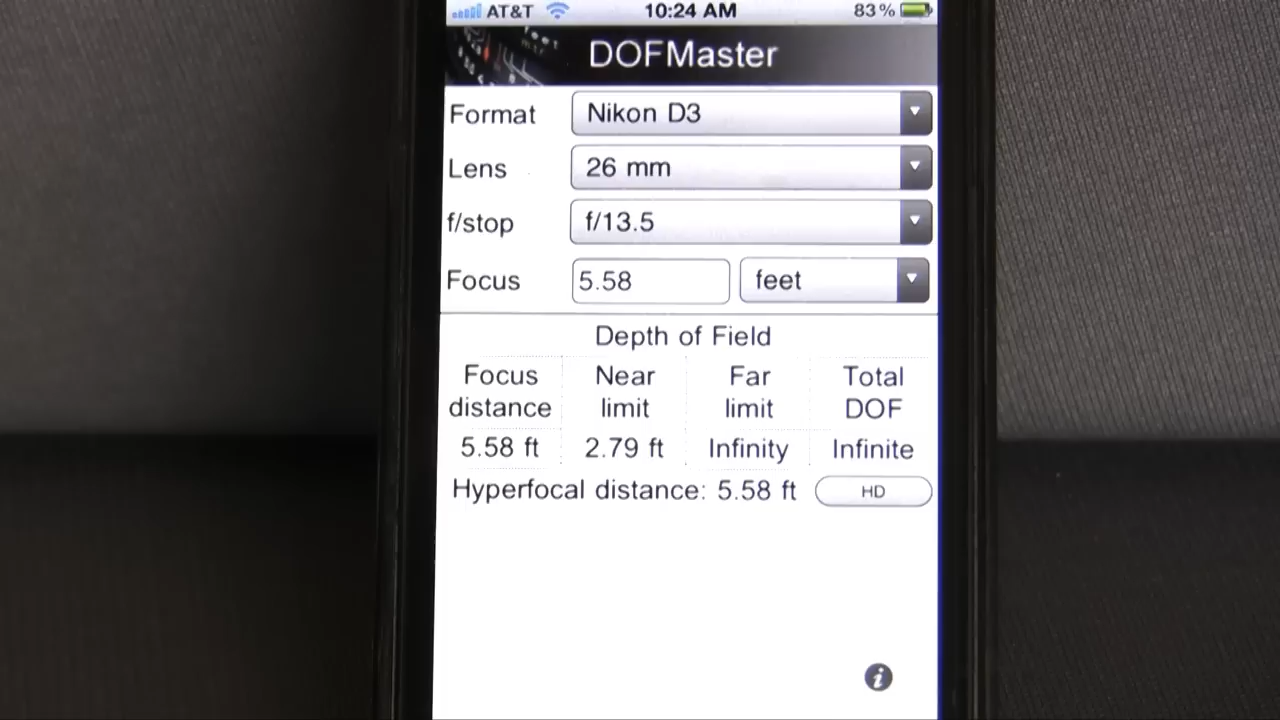 AT&T 10:24 AM 83%
DOFMaster
Format Nikon D3
Lens 26 mm
f/stop f/13.5
Focus 5.58 feet
Depth of Field
Focus distance Near limit Far limit Total DOF
5.58 ft 2.79 ft Infinity Infinite
Hyperfocal distance: 5.58 ft HD
i